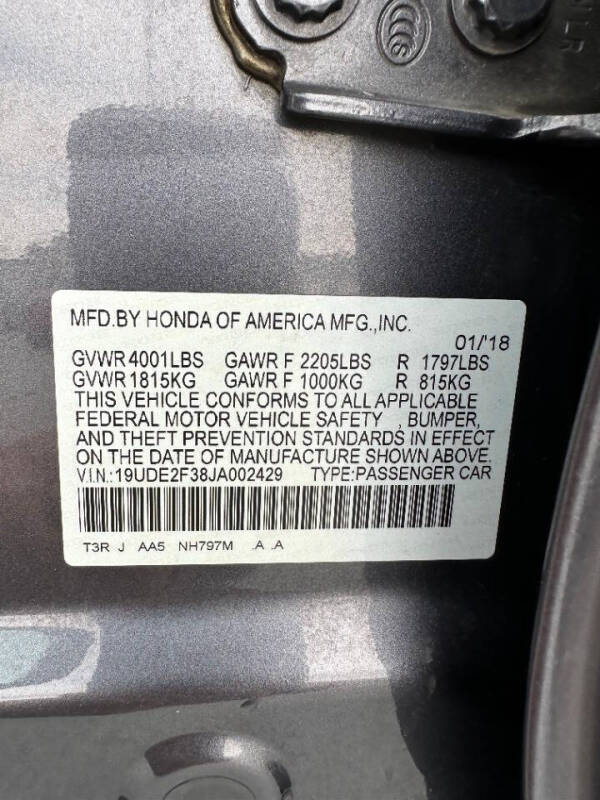 MFD.BY HONDA OF AMERICA MFG.,INC.
01/'18
GVWR 4001LBS GAWR F 2205LBS R 1797LBS
GVWR 1815KG GAWR F 1000KG R 815KG
THIS VEHICLE CONFORMS TO ALL APPLICABLE
FEDERAL MOTOR VEHICLE SAFETY , BUMPER,
AND THEFT PREVENTION STANDARDS IN EFFECT
ON THE DATE OF MANUFACTURE SHOWN ABOVE.
V.I.N.:19UDE2F38JA002429 TYPE:PASSENGER CAR
T3R J AA5 NH797M .A .A